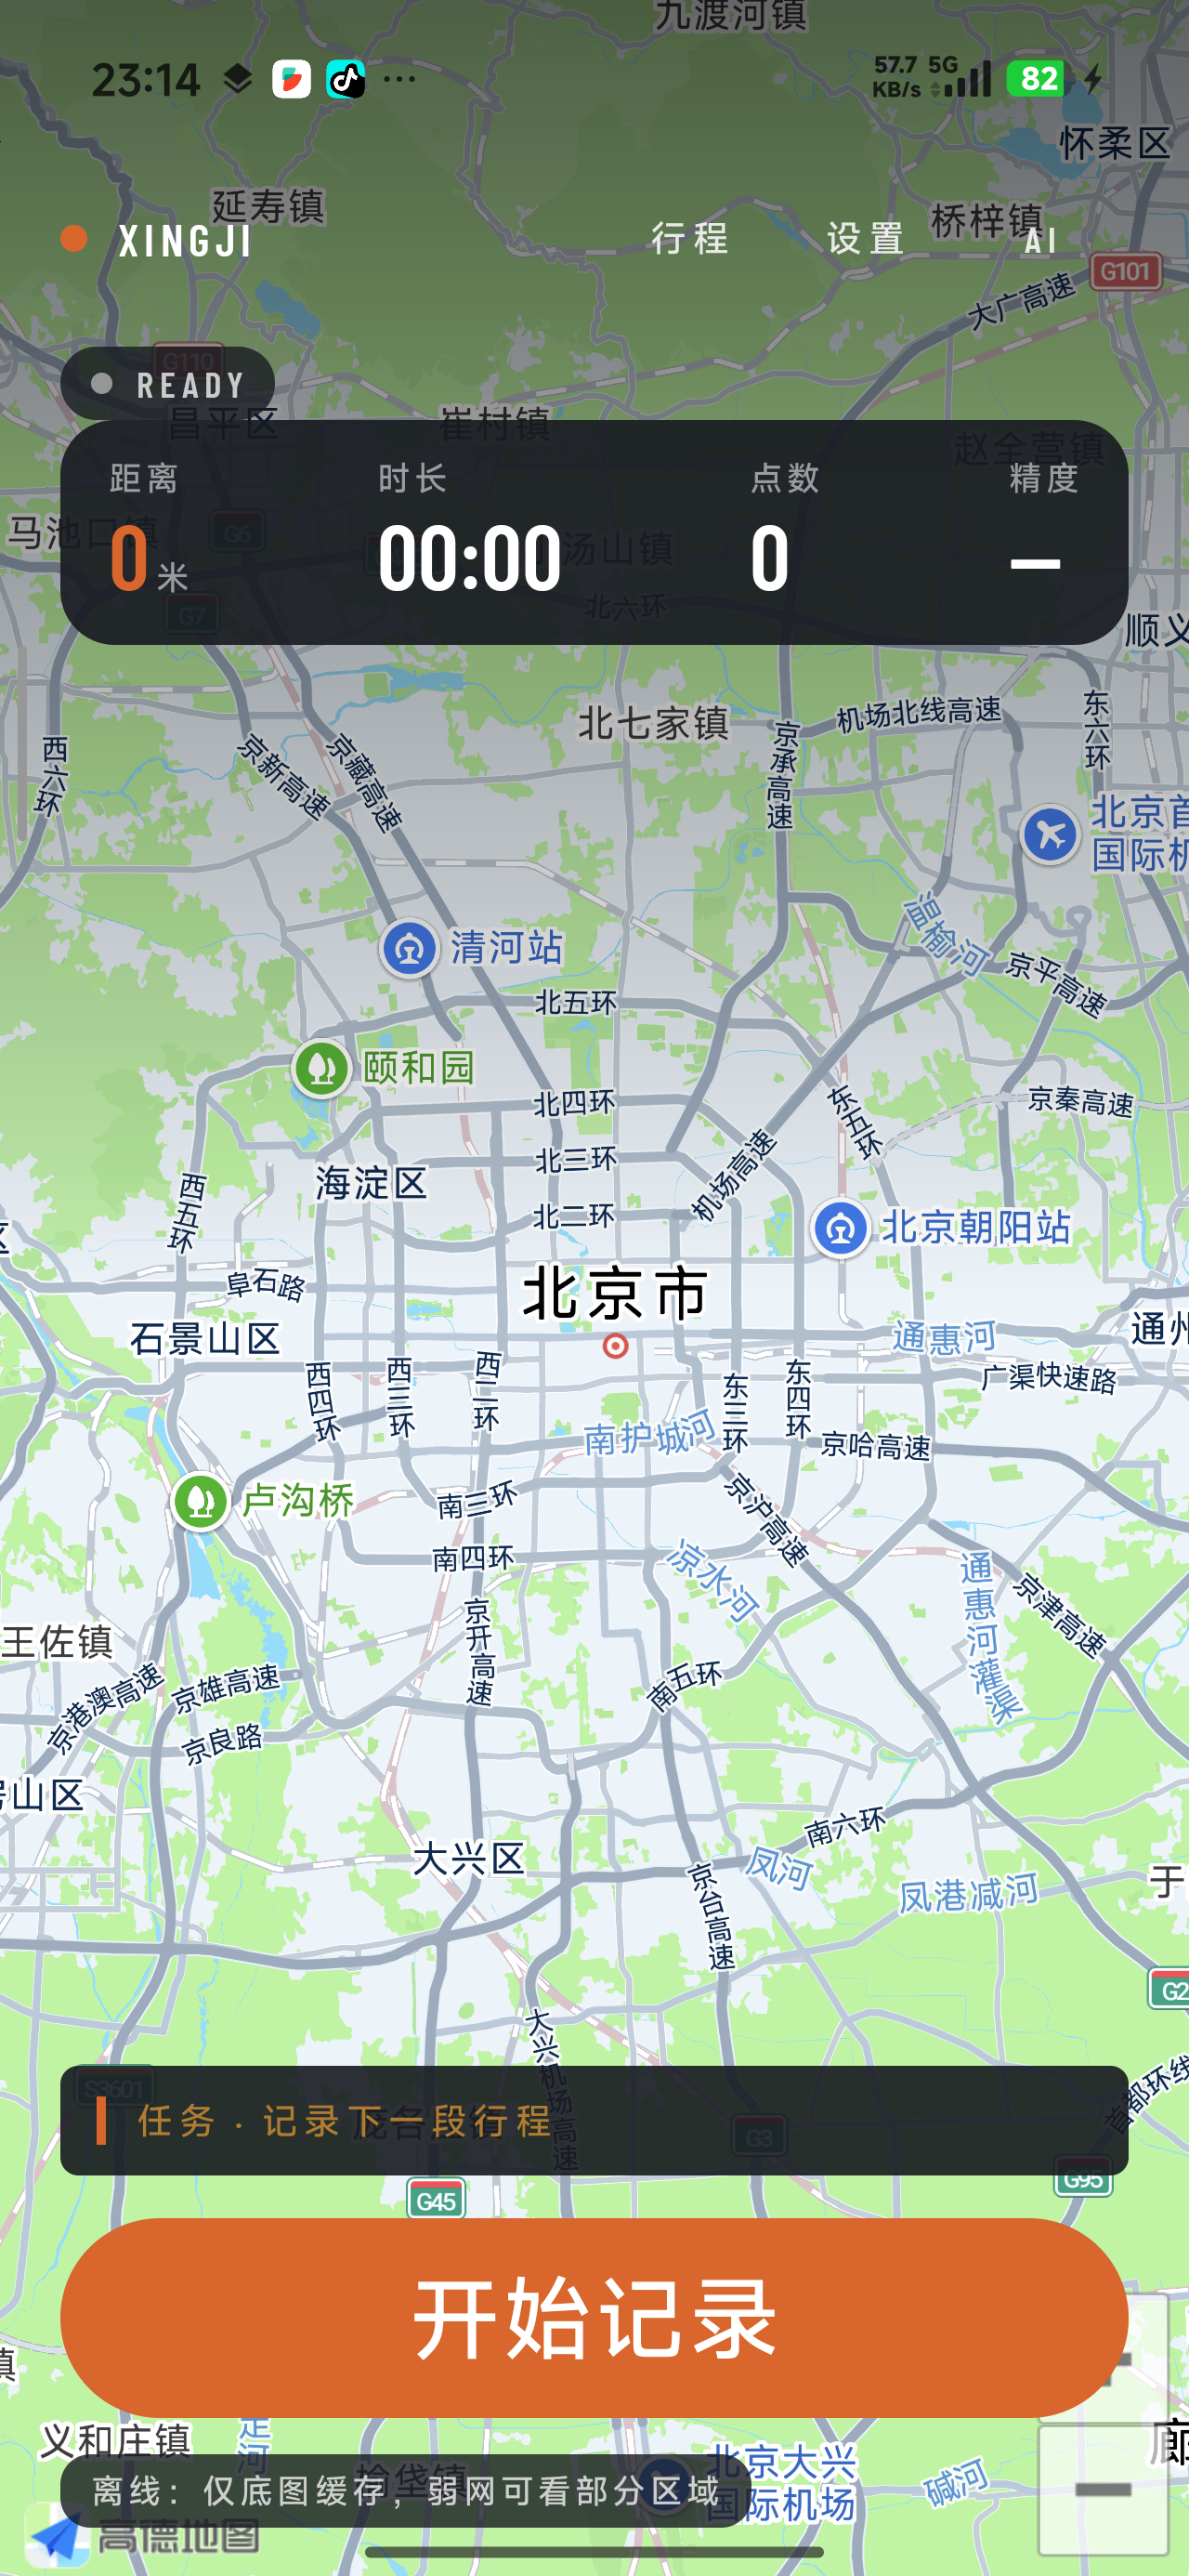 九渡河镇
23:14
57.7 5G
KB/s
82
怀柔区
延寿镇
桥梓镇
XINGJI
行程
设置
AI
G101
大广高速
G110
READY
昌平区
崔村镇
赵全营镇
距离
时长
点数
精度
马池口镇
G6
汤山镇
0米
00:00
0
—
G7
北六环
顺义
北七家镇
机场北线高速
东六环
西六环
京新高速
京藏高速
京承高速
北京首
国际机
温榆河
清河站
京平高速
北五环
颐和园
北四环
东五环
京秦高速
北三环
机场高速
海淀区
西五环
北二环
北京朝阳站
区
阜石路
北京市
石景山区
通惠河
通州
西四环
西三环
西二环
东三环
东四环
广渠快速路
南护城河
京哈高速
卢沟桥
南三环
京沪高速
南四环
凉水河
通惠河灌渠
京津高速
京开高速
王佐镇
京港澳高速
京雄高速
南五环
京良路
房山区
南六环
大兴区
凤河
京台高速
凤港减河
于
G2
大兴机场高速
S3601
首都环线
任务 · 记录下一段行程
G3
G95
G45
开始记录
镇
义和庄镇
北京大兴
国际机场
碱河
离线：仅底图缓存，弱网可看部分区域
高德地图